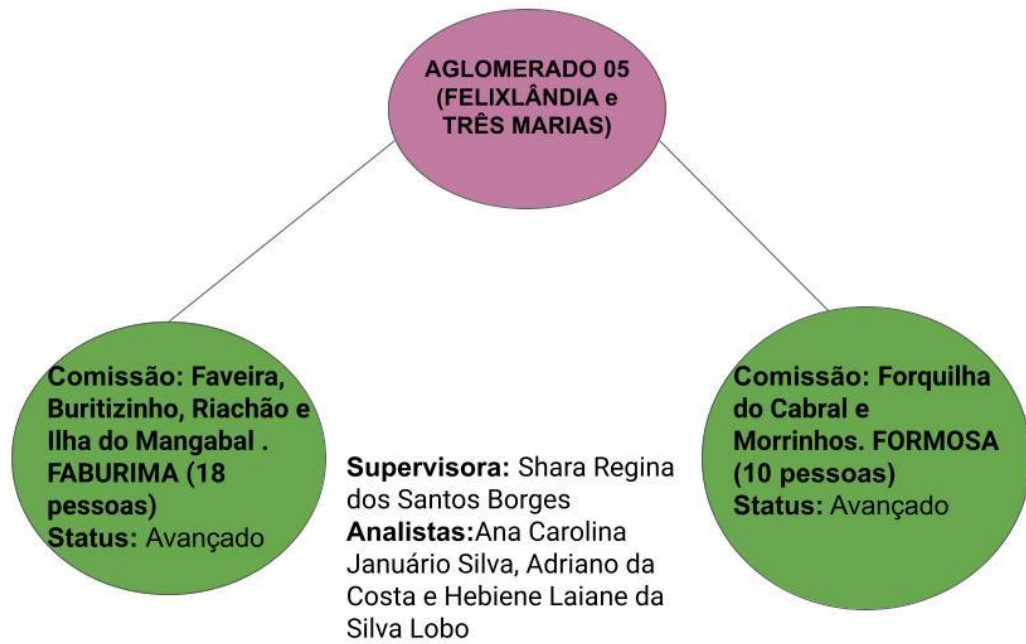 AGLOMERADO 05
(FELIXLÂNDIA e
TRÊS MARIAS)
Comissão: Faveira,
Buritizinho, Riachão e
Ilha do Mangabal .
FABURIMA (18
pessoas)
Status: Avançado
Supervisora: Shara Regina
dos Santos Borges
Analistas:Ana Carolina
Januário Silva, Adriano da
Costa e Hebiene Laiane da
Silva Lobo
Comissão: Forquilha
do Cabral e
Morrinhos. FORMOSA
(10 pessoas)
Status: Avançado